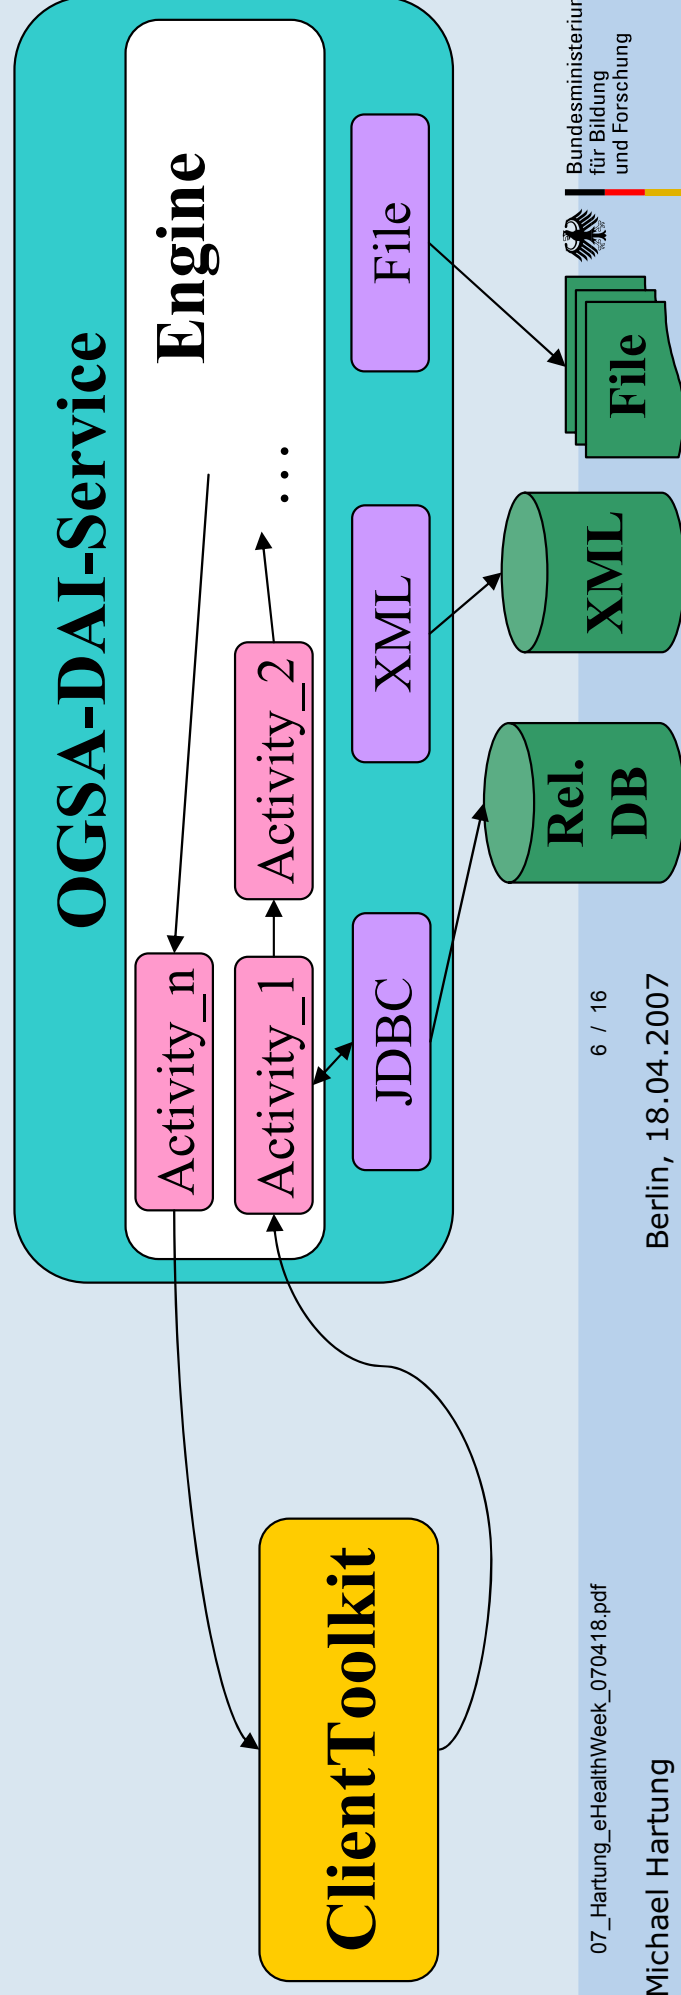 OGSA-DAI-Service
Engine
Activity_n
Activity_1
Activity_2
...
JDBC
XML
File
ClientToolkit
Rel.
DB
XML
File
07_Hartung_eHealthWeek_070418.pdf
6 / 16
Michael Hartung
Berlin, 18.04.2007
Bundesministerium
für Bildung
und Forschung